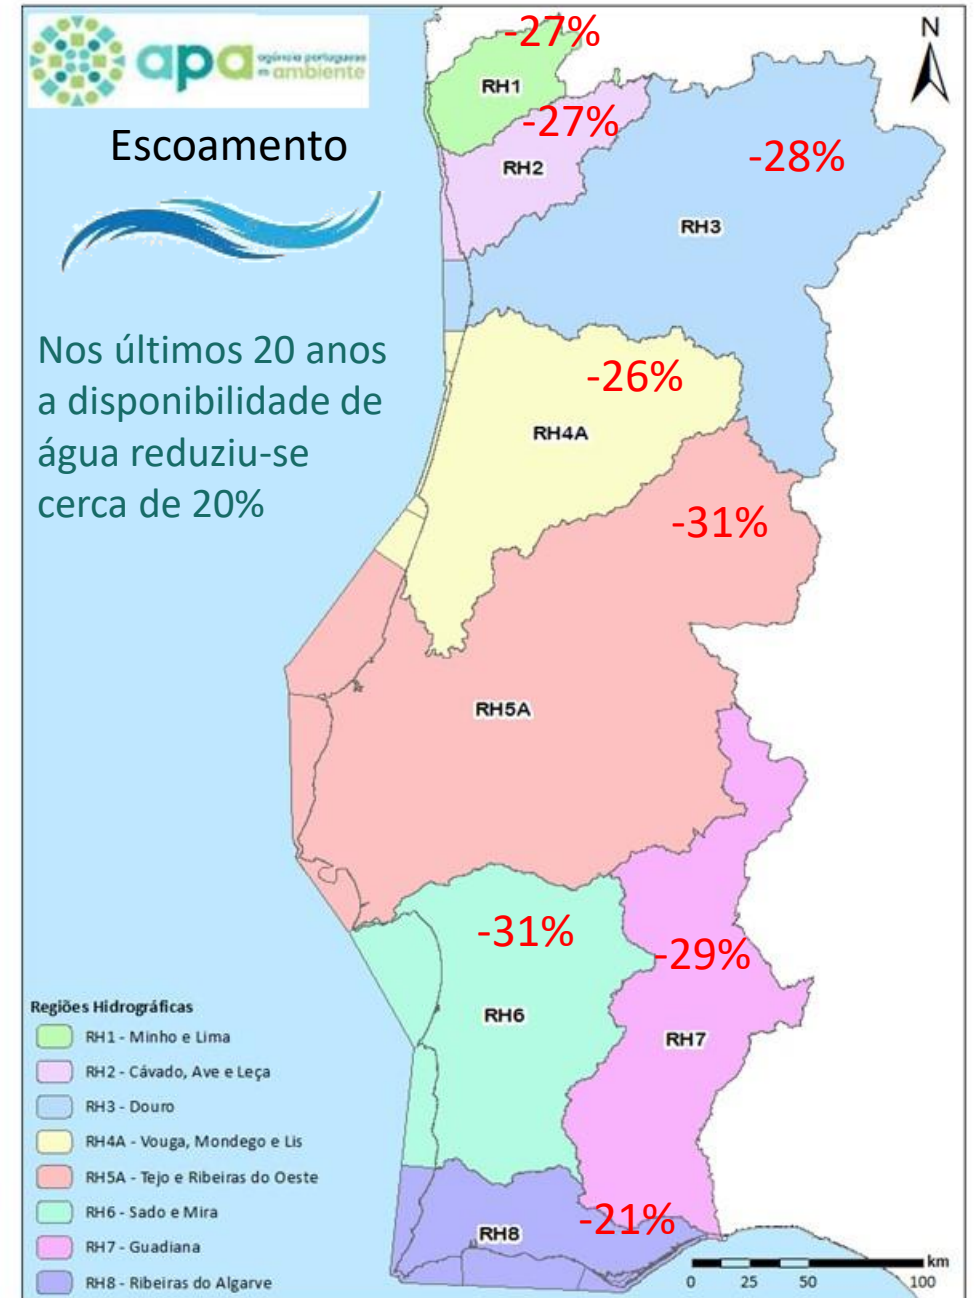 apa
agência portuguesa
do ambiente
Escoamento
Nos últimos 20 anos
a disponibilidade de
água reduziu-se
cerca de 20%
N
-27%
RH1
-27%
RH2
-28%
RH3
-26%
RH4A
-31%
RH5A
-31%
RH6
-29%
RH7
-21%
RH8
Regiões Hidrográficas
RH1 - Minho e Lima
RH2 - Cávado, Ave e Leça
RH3 - Douro
RH4A - Vouga, Mondego e Lis
RH5A - Tejo e Ribeiras do Oeste
RH6 - Sado e Mira
RH7 - Guadiana
RH8 - Ribeiras do Algarve
km
0 25 50 100